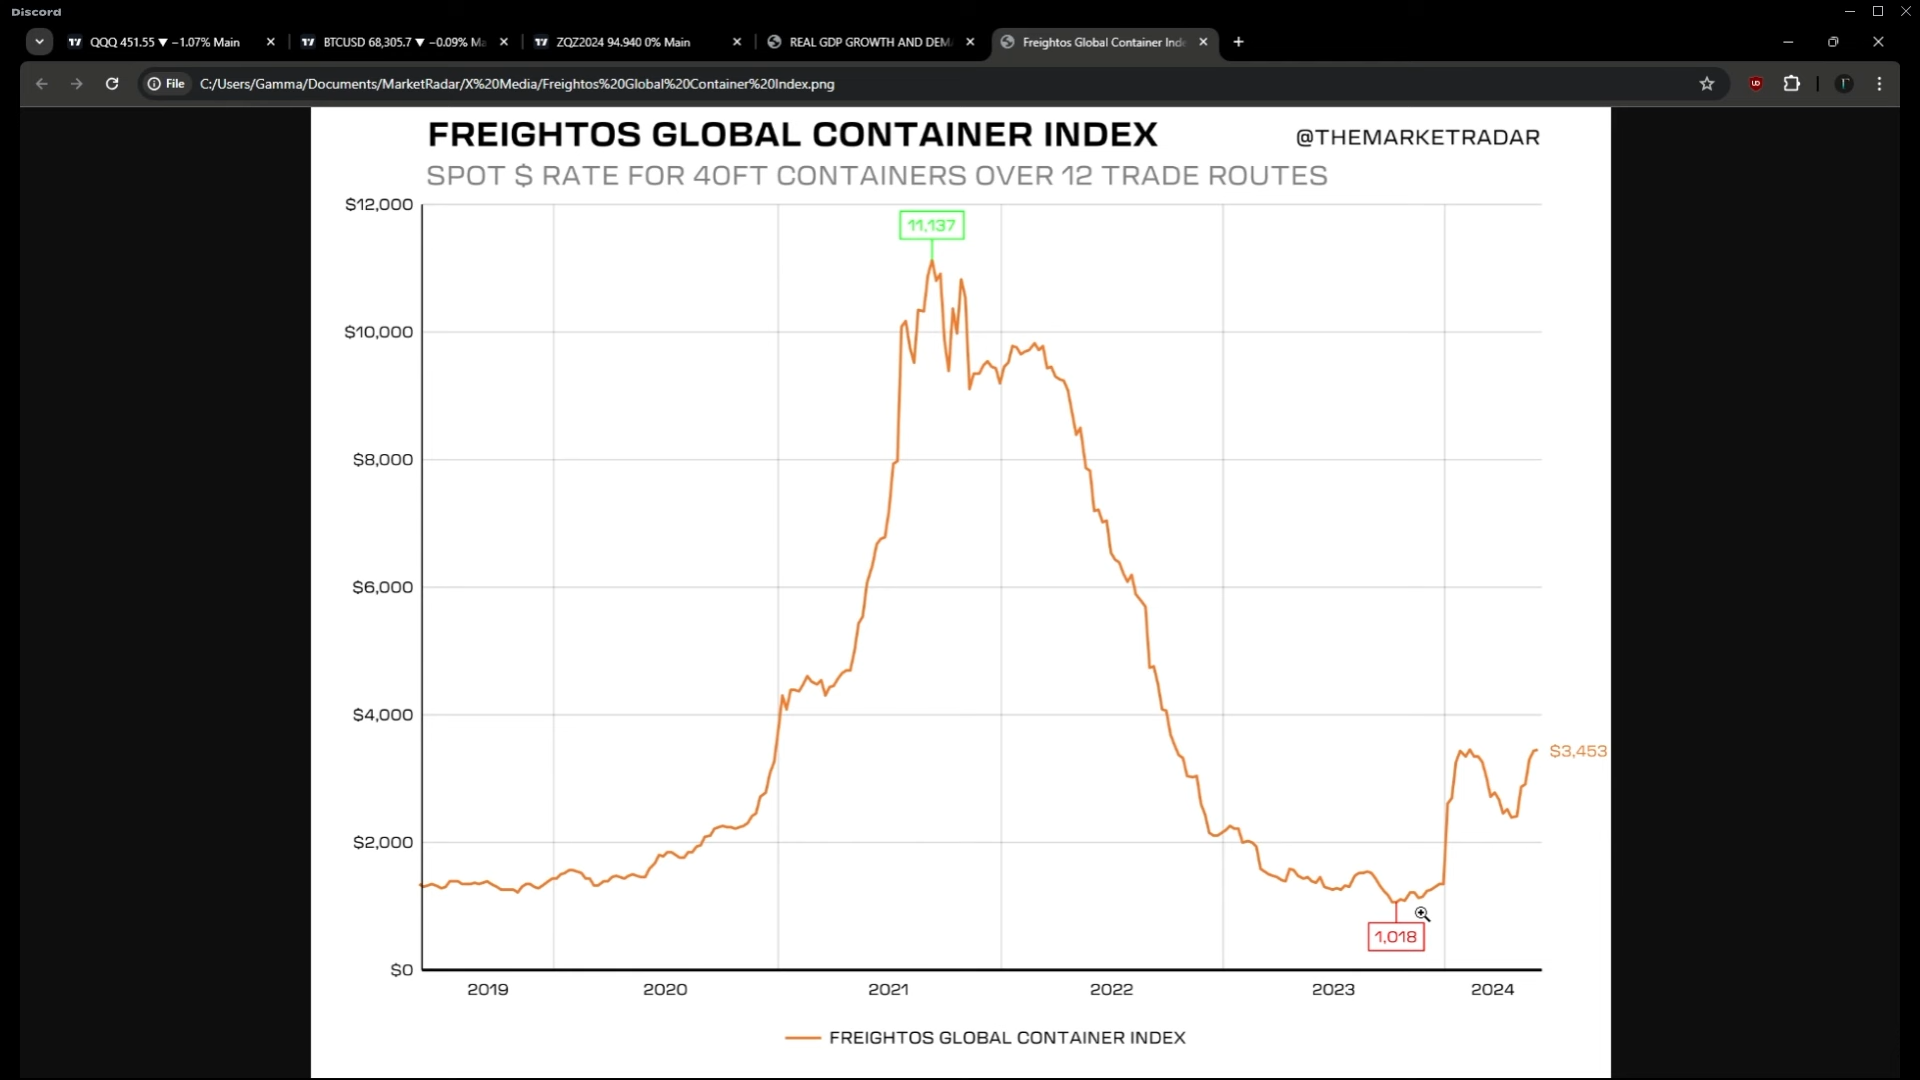 Discord
QQQ 451.55 ▼ −1.07% Main
BTCUSD 68,305.7 ▼ −0.09% Ma
ZQZ2024 94.940 0% Main
REAL GDP GROWTH AND DEM
Freightos Global Container Ind
File
C:/Users/Gamma/Documents/MarketRadar/X%20Media/Freightos%20Global%20Container%20Index.png
FREIGHTOS GLOBAL CONTAINER INDEX
@THEMARKETRADAR
SPOT $ RATE FOR 40FT CONTAINERS OVER 12 TRADE ROUTES
$12,000
11,137
$10,000
$8,000
$6,000
$4,000
$3,453
$2,000
1,018
$0
2019 2020 2021 2022 2023 2024
FREIGHTOS GLOBAL CONTAINER INDEX